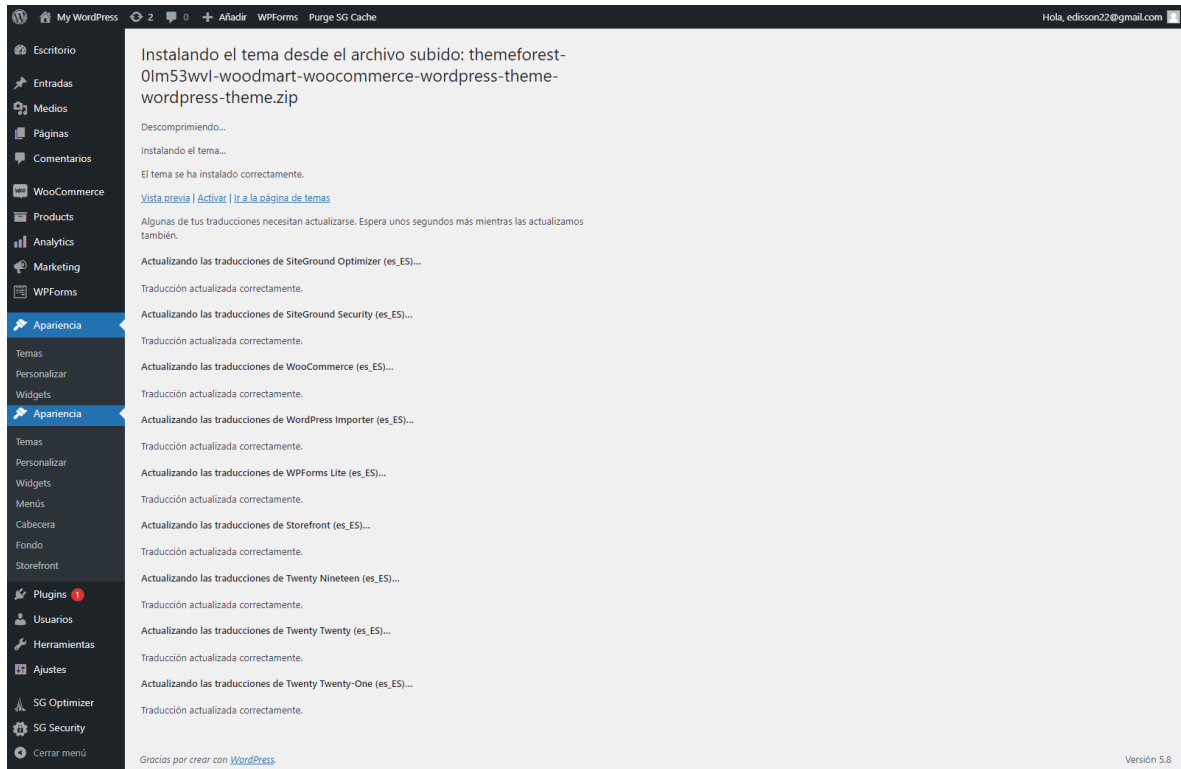 My WordPress 2 0 Añadir WPForms Purge SG Cache Hola, edisson22@gmail.com
Escritorio
Entradas
Medios
Páginas
Comentarios
WooCommerce
Products
Analytics
Marketing
WPForms
Apariencia
Temas
Personalizar
Widgets
Apariencia
Temas
Personalizar
Widgets
Menús
Cabecera
Fondo
Storefront
Plugins 1
Usuarios
Herramientas
Ajustes
SG Optimizer
SG Security
Cerrar menú
Instalando el tema desde el archivo subido: themeforest-
0Im53wvI-woodmart-woocommerce-wordpress-theme-
wordpress-theme.zip
Descomprimiendo...
Instalando el tema...
El tema se ha instalado correctamente.
Vista previa | Activar | Ir a la página de temas
Algunas de tus traducciones necesitan actualizarse. Espera unos segundos más mientras las actualizamos
también.
Actualizando las traducciones de SiteGround Optimizer (es_ES)...
Traducción actualizada correctamente.
Actualizando las traducciones de SiteGround Security (es_ES)...
Traducción actualizada correctamente.
Actualizando las traducciones de WooCommerce (es_ES)...
Traducción actualizada correctamente.
Actualizando las traducciones de WordPress Importer (es_ES)...
Traducción actualizada correctamente.
Actualizando las traducciones de WPForms Lite (es_ES)...
Traducción actualizada correctamente.
Actualizando las traducciones de Storefront (es_ES)...
Traducción actualizada correctamente.
Actualizando las traducciones de Twenty Nineteen (es_ES)...
Traducción actualizada correctamente.
Actualizando las traducciones de Twenty Twenty (es_ES)...
Traducción actualizada correctamente.
Actualizando las traducciones de Twenty Twenty-One (es_ES)...
Traducción actualizada correctamente.
Gracias por crear con WordPress. Versión 5.8